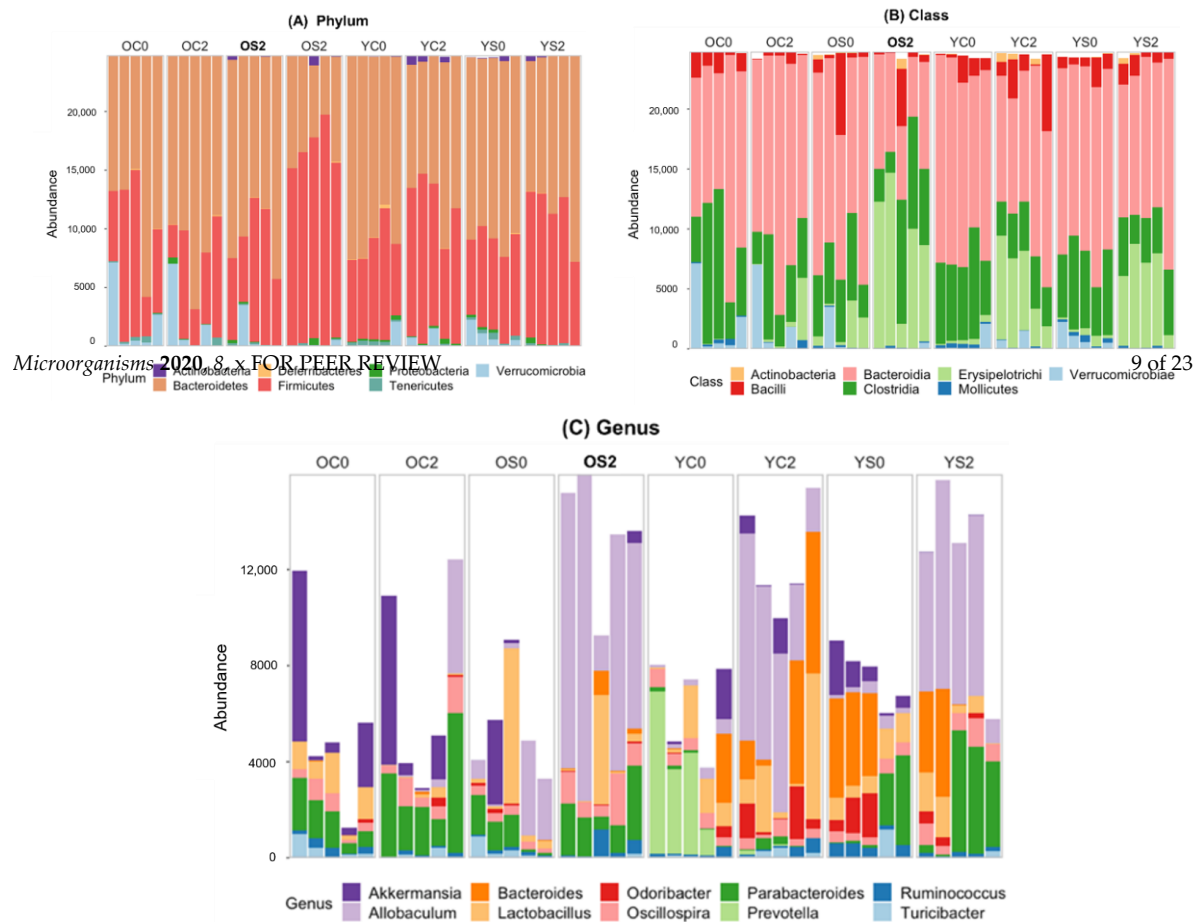 (A) Phylum
OC0 OC2 OS2 OS2 YC0 YC2 YS0 YS2
Abundance
20,000
15,000
10,000
5000
0
Phylum Actinobacteria Deferribacteres Proteobacteria Verrucomicrobia
Bacteroidetes Firmicutes Tenericutes
(B) Class
OC0 OC2 OS0 OS2 YC0 YC2 YS0 YS2
Abundance
20,000
15,000
10,000
5000
0
Class Actinobacteria Bacteroidia Erysipelotrichi Verrucomicrobiae
Bacilli Clostridia Mollicutes
Microorganisms 2020, 8, x FOR PEER REVIEW 9 of 23
(C) Genus
OC0 OC2 OS0 OS2 YC0 YC2 YS0 YS2
Abundance
12,000
8000
4000
0
Genus Akkermansia Bacteroides Odoribacter Parabacteroides Ruminococcus
Allobaculum Lactobacillus Oscillospira Prevotella Turicibacter